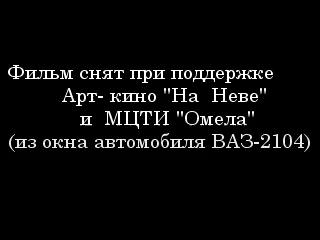 Фильм снят при поддержке
Арт- кино "На Неве"
и МЦТИ "Омела"
(из окна автомобиля ВАЗ-2104)